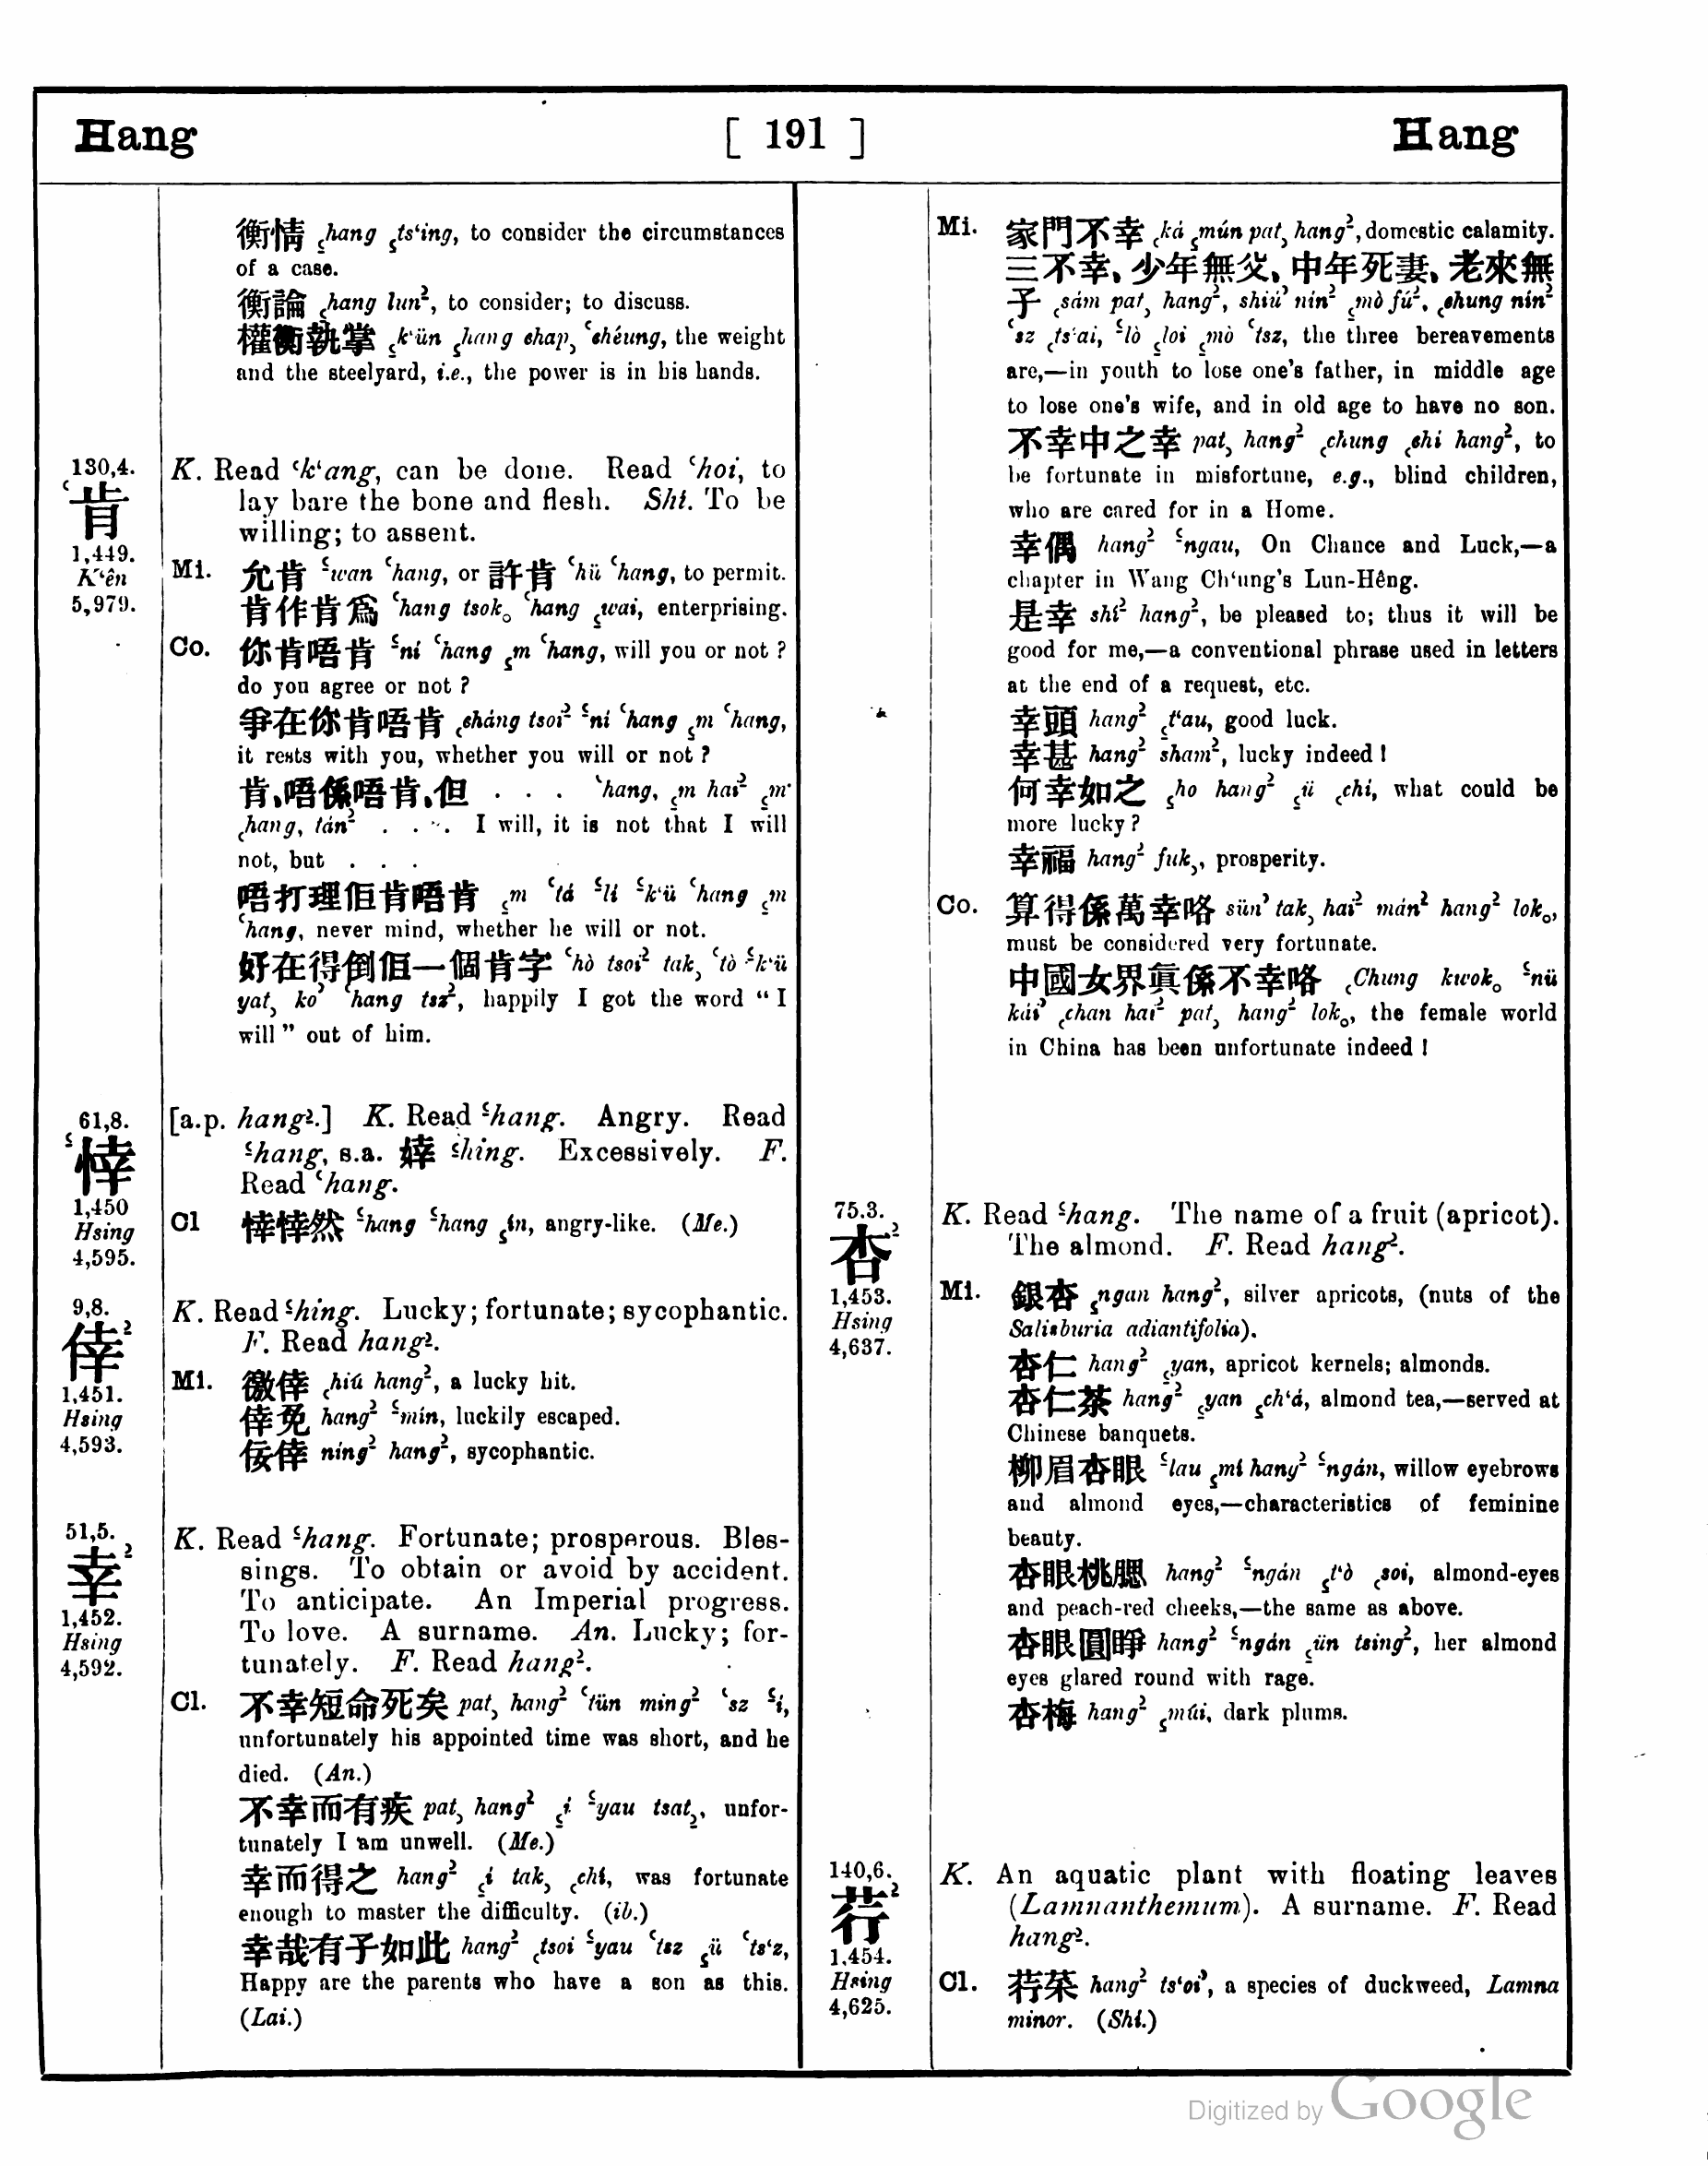 Hang [ 191 ] Hang
衡情 ꜁hang ꜁ts‘ing, to consider the circumstances
of a case.
衡論 ꜁hang lun², to consider; to discuss.
權衡執掌 ꜁k‘ün ꜁hang chap꜆ ꜂chéung, the weight
and the steelyard, i.e., the power is in his hands.
130,4.
꜂肯
1,449.
K‘ên
5,979.
K. Read ꜂k‘ang, can be done. Read ꜂hoi, to
lay bare the bone and flesh. Shí. To be
willing; to assent.
Mi. 允肯 ꜃wan ꜂hang, or 許肯 ꜂hü ꜂hang, to permit.
肯作肯爲 ꜂hang tsok꜀ ꜂hang ꜁wai, enterprising.
Co. 你肯唔肯 ꜃ni ꜂hang ꜁m ꜂hang, will you or not?
do you agree or not?
爭在你肯唔肯 ꜀cháng tsoi² ꜃ni ꜂hang ꜁m ꜂hang,
it rests with you, whether you will or not?
肯、唔係唔肯、但 . . . ꜂hang, ꜁m hai² ꜁m
꜀hang, tán² . . . . I will, it is not that I will
not, but . . .
唔打理佢肯唔肯 ꜁m ꜂tá ꜃lí ꜃k‘ü ꜂hang ꜁m
꜂hang, never mind, whether he will or not.
好在得倒佢一個肯字 ꜂hò tsoi² tak꜆ ꜂tò ꜃k‘ü
yat꜆ ko꜄ ꜂hang tsz², happily I got the word “I
will” out of him.
61,8.
꜃悻
1,450
Hsing
4,595.
[a.p. hang².] K. Read ꜃hang. Angry. Read
꜃hang, s.a. 婞 ꜃hing. Excessively. F.
Read ꜂hang.
Cl 悻悻然 ꜃hang ꜃hang ꜁ín, angry-like. (Me.)
9,8.
倖²
1,451.
Hsing
4,593.
K. Read ꜃hing. Lucky; fortunate; sycophantic.
F. Read hang².
Mi. 徼倖 ꜀hiú hang², a lucky hit.
倖免 hang² ꜃mín, luckily escaped.
佞倖 ning² hang², sycophantic.
51,5.
幸²
1,452.
Hsing
4,592.
K. Read ꜃hang. Fortunate; prosperous. Bles-
sings. To obtain or avoid by accident.
To anticipate. An Imperial progress.
To love. A surname. An. Lucky; for-
tunately. F. Read hang².
Cl. 不幸短命死矣 pat꜆ hang² ꜂tün ming² ꜂sz ꜃í,
unfortunately his appointed time was short, and he
died. (An.)
不幸而有疾 pat꜆ hang² ꜁í ꜃yau tsat꜇, unfor-
tunately I am unwell. (Me.)
幸而得之 hang² ꜁í tak꜆ ꜀chí, was fortunate
enough to master the difficulty. (ib.)
幸哉有子如此 hang² ꜀tsoi ꜃yau ꜂tsz ꜁ü ꜂ts‘z,
Happy are the parents who have a son as this.
(Lai.)
Mi. 家門不幸 ꜀ká ꜁mún pat꜆ hang², domestic calamity.
三不幸、少年無父、中年死妻、老來無
子 ꜀sám pat꜆ hang², shiú꜄ nín² ꜁mò fú², ꜀chung nín²
꜂sz ꜀ts‘ai, ꜃lò ꜁loi ꜁mò ꜂tsz, the three bereavements
are,—in youth to lose one's father, in middle age
to lose one's wife, and in old age to have no son.
不幸中之幸 pat꜆ hang² ꜀chung ꜀chi hang², to
be fortunate in misfortune, e.g., blind children,
who are cared for in a Home.
幸偶 hang² ꜃ngau, On Chance and Luck,—a
chapter in Wang Ch‘ung's Lun-Hêng.
是幸 shí² hang², be pleased to; thus it will be
good for me,—a conventional phrase used in letters
at the end of a request, etc.
幸頭 hang² ꜁t‘au, good luck.
幸甚 hang² sham², lucky indeed!
何幸如之 ꜁ho hang² ꜁ü ꜀chí, what could be
more lucky?
幸福 hang² fuk꜆, prosperity.
Co. 算得係萬幸咯 sün꜄ tak꜆ hai² mán² hang² lok꜀,
must be considered very fortunate.
中國女界眞係不幸咯 ꜀Chung kwok꜀ ꜃nü
kái꜄ ꜀chan hai² pat꜆ hang² lok꜀, the female world
in China has been unfortunate indeed!
75.3.
杏²
1,453.
Hsing
4,637.
K. Read ꜃hang. The name of a fruit (apricot).
The almond. F. Read hang².
Mi. 銀杏 ꜁ngan hang², silver apricots, (nuts of the
Salisburia adiantifolia).
杏仁 hang² ꜁yan, apricot kernels; almonds.
杏仁茶 hang² ꜁yan ꜁ch‘á, almond tea,—served at
Chinese banquets.
柳眉杏眼 ꜃lau ꜁mí hang² ꜃ngán, willow eyebrows
and almond eyes,—characteristics of feminine
beauty.
杏眼桃腮 hang² ꜃ngán ꜁t‘ò ꜀soi, almond-eyes
and peach-red cheeks,—the same as above.
杏眼圓睜 hang² ꜃ngán ꜁ün tsing², her almond
eyes glared round with rage.
杏梅 hang² ꜁múi, dark plums.
140,6.
荇²
1,454.
Hsing
4,625.
K. An aquatic plant with floating leaves
(Lamnanthemum). A surname. F. Read
hang².
Cl. 荇菜 hang² ts‘oi꜄, a species of duckweed, Lamna
minor. (Shí.)
Digitized by Google